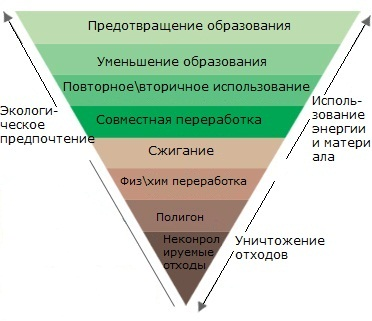 Предотвращение образования
Уменьшение образования
Повторное\вторичное использование
Экологи-
ческое
предпочтение
Совместная переработка
Исполь-
зование
энергии
и матери
ала
Сжигание
Физ\хим переработка
Полигон
Неконрол
ируемые
отходы
Уничтожение
отходов